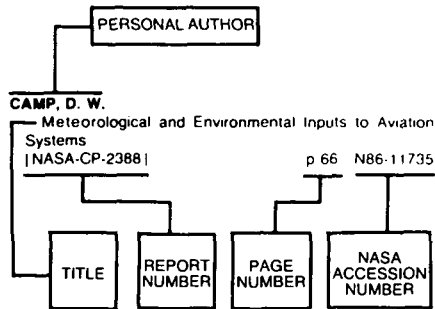 PERSONAL AUTHOR
CAMP, D. W.
Meteorological and Environmental Inputs to Aviation
Systems
|NASA-CP-2388| p 66 N86-11735
TITLE REPORT NUMBER PAGE NUMBER NASA ACCESSION NUMBER